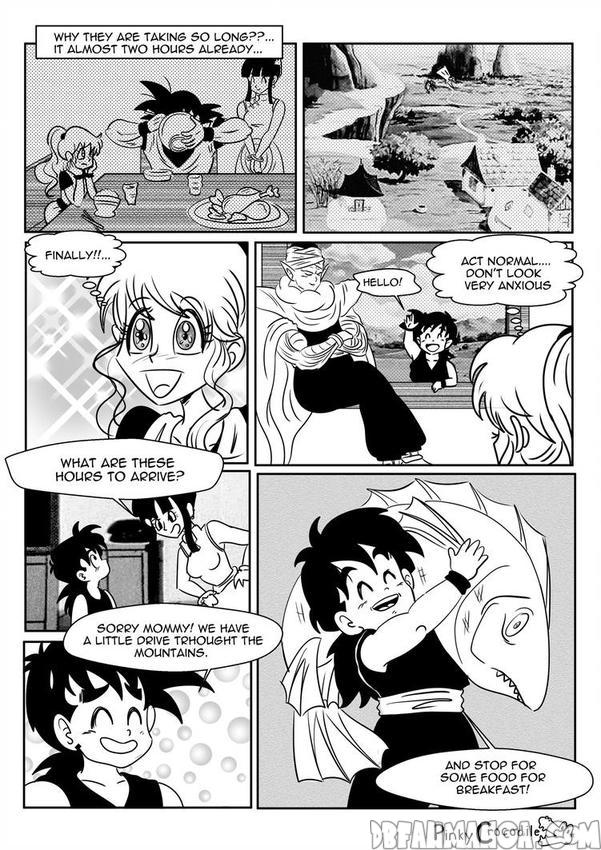 WHY THEY ARE TAKING SO LONG??...
IT ALMOST TWO HOURS ALREADY...
FINALLY!!...
HELLO!
ACT NORMAL....
DON'T LOOK
VERY ANXIOUS
WHAT ARE THESE
HOURS TO ARRIVE?
SORRY MOMMY! WE HAVE
A LITTLE DRIVE TRHOUGHT THE
MOUNTAINS.
AND STOP FOR
SOME FOOD FOR
BREAKFAST!
Pinky Crocodile
DBFANMANGA.COM